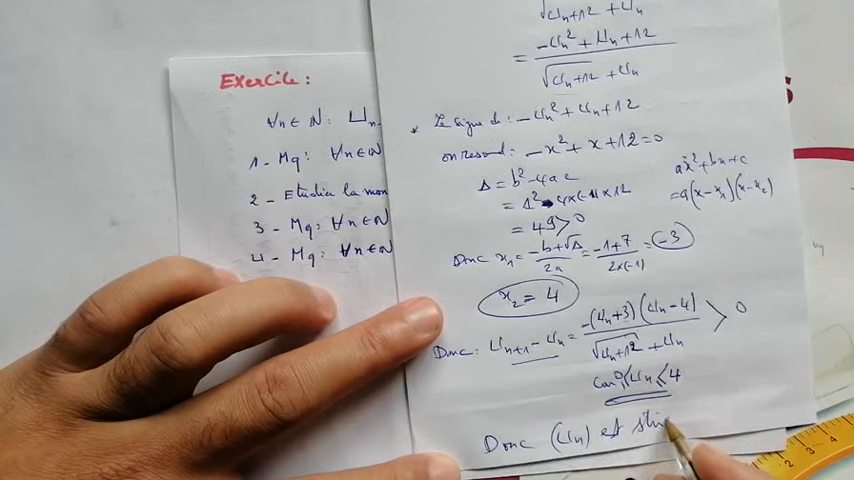 Exercice:
∀n∈ℕ: Un
1 - Mq: ∀n∈ℕ
2 - Etudier la mon
3 - Mq: ∀n∈ℕ
4 - Mq: ∀n∈ℕ
√Un+12 + Un
= -Un² + Un + 12
√Un+12 + Un
* Le signe de: -Un² + Un + 12
on résoud: -x² + x + 12 = 0
Δ = b² - 4ac
= 1² - 4×(-1)×12
= 49 > 0
ax² + bx + c
= a(x - x1)(x - x2)
Donc x1 = -b+√Δ / 2a = -1+7 / 2×(-1) = -3
x2 = 4
Donc: Un+1 - Un = -(Un+3)(Un-4) / √Un+12 + Un > 0
Car 0 ≤ Un ≤ 4
Donc (Un) est stri